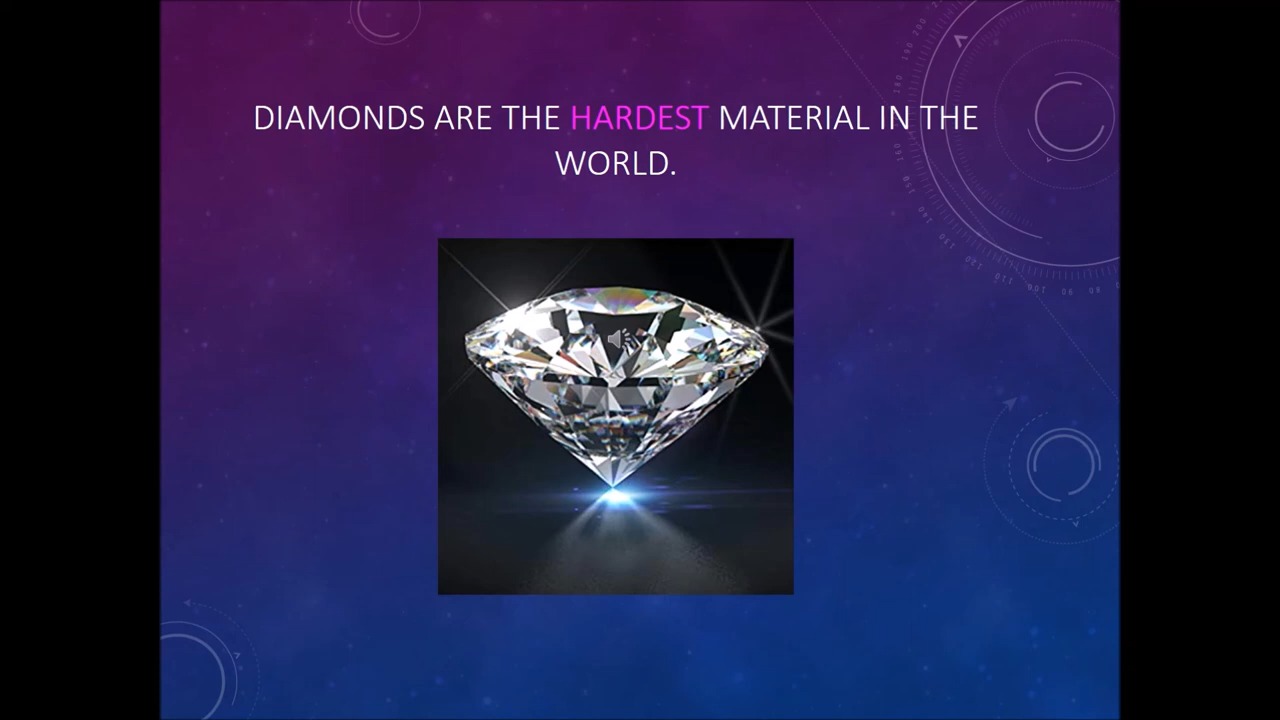 DIAMONDS ARE THE HARDEST MATERIAL IN THE
WORLD.